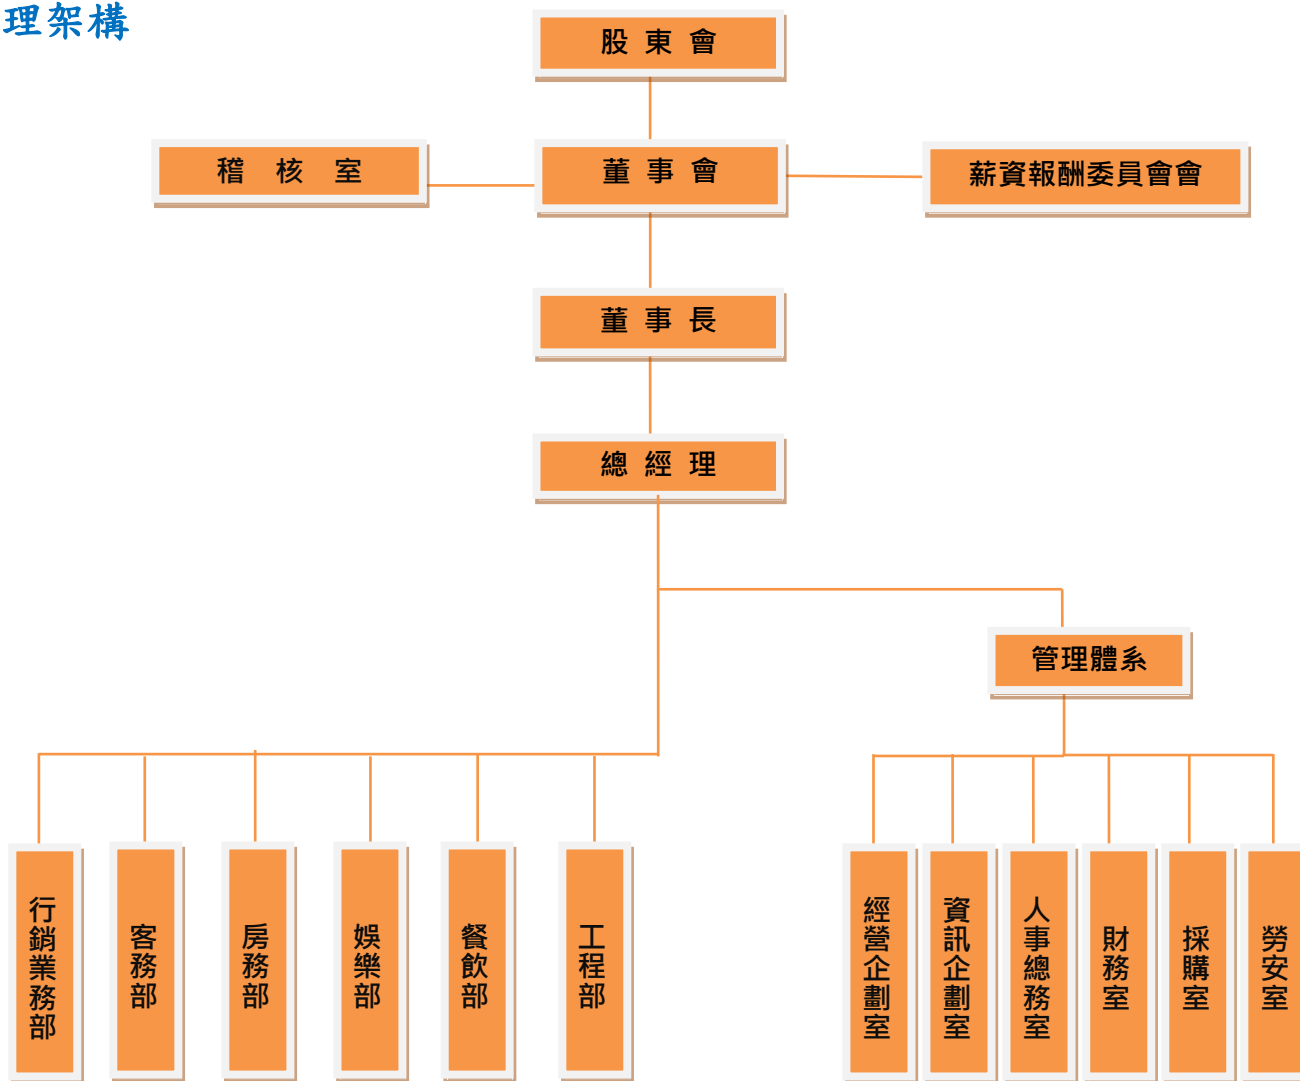 理架構
股東會
稽核室
董事會
薪資報酬委員會會
董事長
總經理
管理體系
行銷業務部
客務部
房務部
娛樂部
餐飲部
工程部
經營企劃室
資訊企劃室
人事總務室
財務室
採購室
勞安室